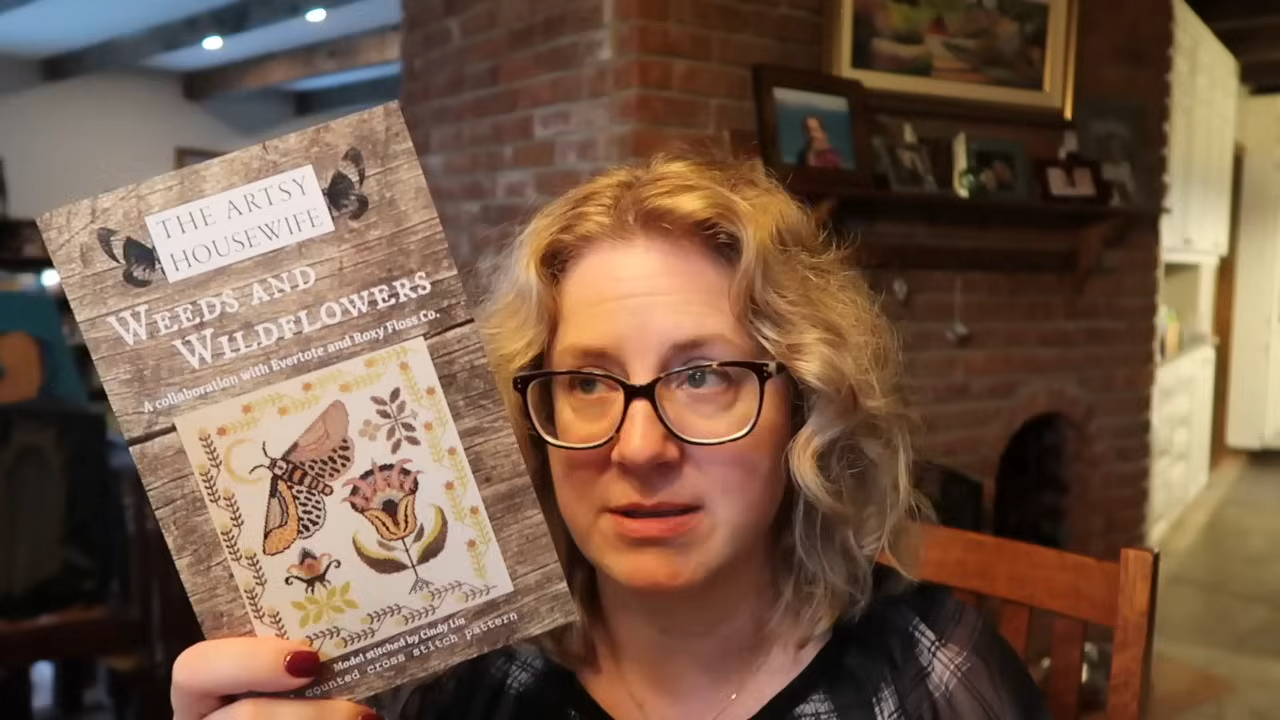 THE ARTSY
HOUSEWIFE
WEEDS AND
WILDFLOWERS
A collaboration with Evertote and Roxy Floss Co.
Model stitched by Cindy Liu
counted cross stitch pattern